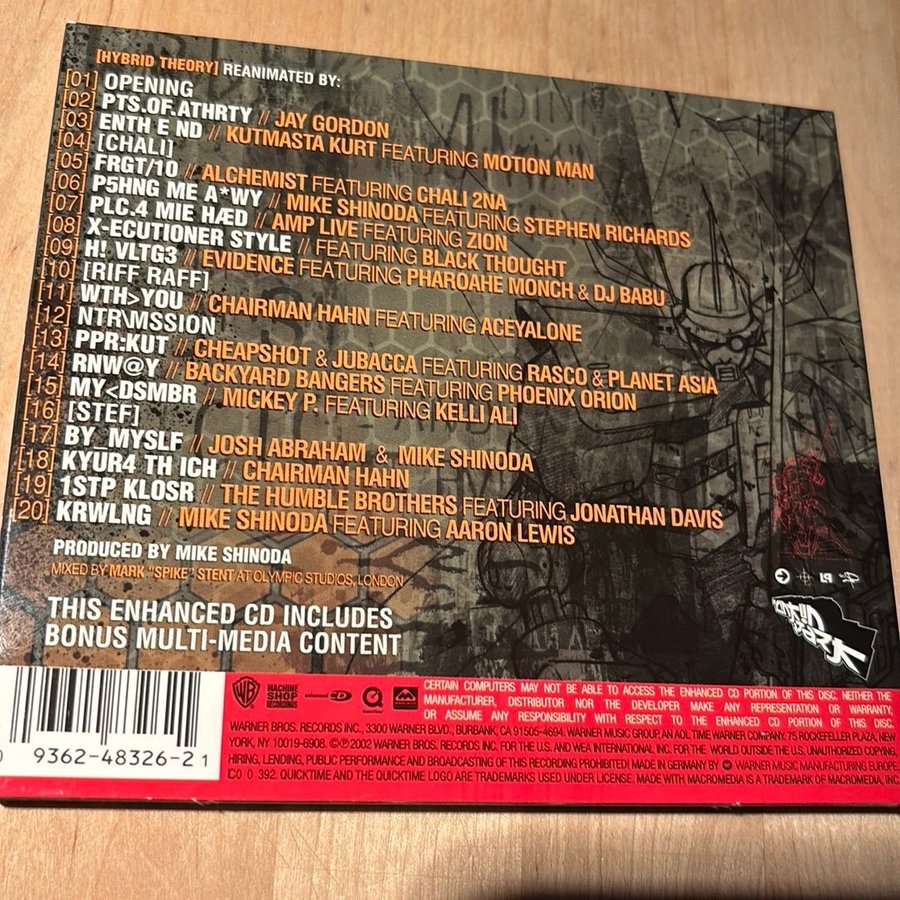 [HYBRID THEORY] REANIMATED BY:
[01] OPENING
[02] PTS.OF.ATHRTY // JAY GORDON
[03] ENTH E ND // KUTMASTA KURT FEATURING MOTION MAN
[04] [CHALI]
[05] FRGT/10 // ALCHEMIST FEATURING CHALI 2NA
[06] P5HNG ME A*WY // MIKE SHINODA FEATURING STEPHEN RICHARDS
[07] PLC.4 MIE HÆD // AMP LIVE FEATURING ZION
[08] X-ECUTIONER STYLE // FEATURING BLACK THOUGHT
[09] H! VLTG3 // EVIDENCE FEATURING PHAROAHE MONCH & DJ BABU
[10] [RIFF RAFF]
[11] WTH>YOU // CHAIRMAN HAHN FEATURING ACEYALONE
[12] NTR\MSSION
[13] PPR:KUT // CHEAPSHOT & JUBACCA FEATURING RASCO & PLANET ASIA
[14] RNW@Y // BACKYARD BANGERS FEATURING PHOENIX ORION
[15] MY<DSMBR // MICKEY P. FEATURING KELLI ALI
[16] [STEF]
[17] BY_MYSLF // JOSH ABRAHAM & MIKE SHINODA
[18] KYUR4 TH ICH // CHAIRMAN HAHN
[19] 1STP KLOSR // THE HUMBLE BROTHERS FEATURING JONATHAN DAVIS
[20] KRWLNG // MIKE SHINODA FEATURING AARON LEWIS
PRODUCED BY MIKE SHINODA
MIXED BY MARK "SPIKE" STENT AT OLYMPIC STUDIOS, LONDON
THIS ENHANCED CD INCLUDES
BONUS MULTI-MEDIA CONTENT
LINKIN PARK
0 9362-48326-2
WB
MACHINE SHOP RECORDINGS
enhanced CD
CERTAIN COMPUTERS MAY NOT BE ABLE TO ACCESS THE ENHANCED CD PORTION OF THIS DISC. NEITHER THE
MANUFACTURER, DISTRIBUTOR NOR THE DEVELOPER MAKE ANY REPRESENTATION OR WARRANTY,
OR ASSUME ANY RESPONSIBILITY WITH RESPECT TO THE ENHANCED CD PORTION OF THIS DISC.
WARNER BROS. RECORDS INC., 3300 WARNER BLVD., BURBANK, CA 91505-4694. WARNER MUSIC GROUP, AN AOL TIME WARNER COMPANY. 75 ROCKEFELLER PLAZA, NEW
YORK, NY 10019-6908. ©℗2002 WARNER BROS. RECORDS INC. FOR THE U.S. AND WEA INTERNATIONAL INC. FOR THE WORLD OUTSIDE THE U.S. UNAUTHORIZED COPYING,
HIRING, LENDING, PUBLIC PERFORMANCE AND BROADCASTING OF THIS RECORDING PROHIBITED! MADE IN GERMANY BY WARNER MUSIC MANUFACTURING EUROPE.
QUICKTIME AND THE QUICKTIME LOGO ARE TRADEMARKS USED UNDER LICENSE. MADE WITH MACROMEDIA IS A TRADEMARK OF MACROMEDIA, INC.